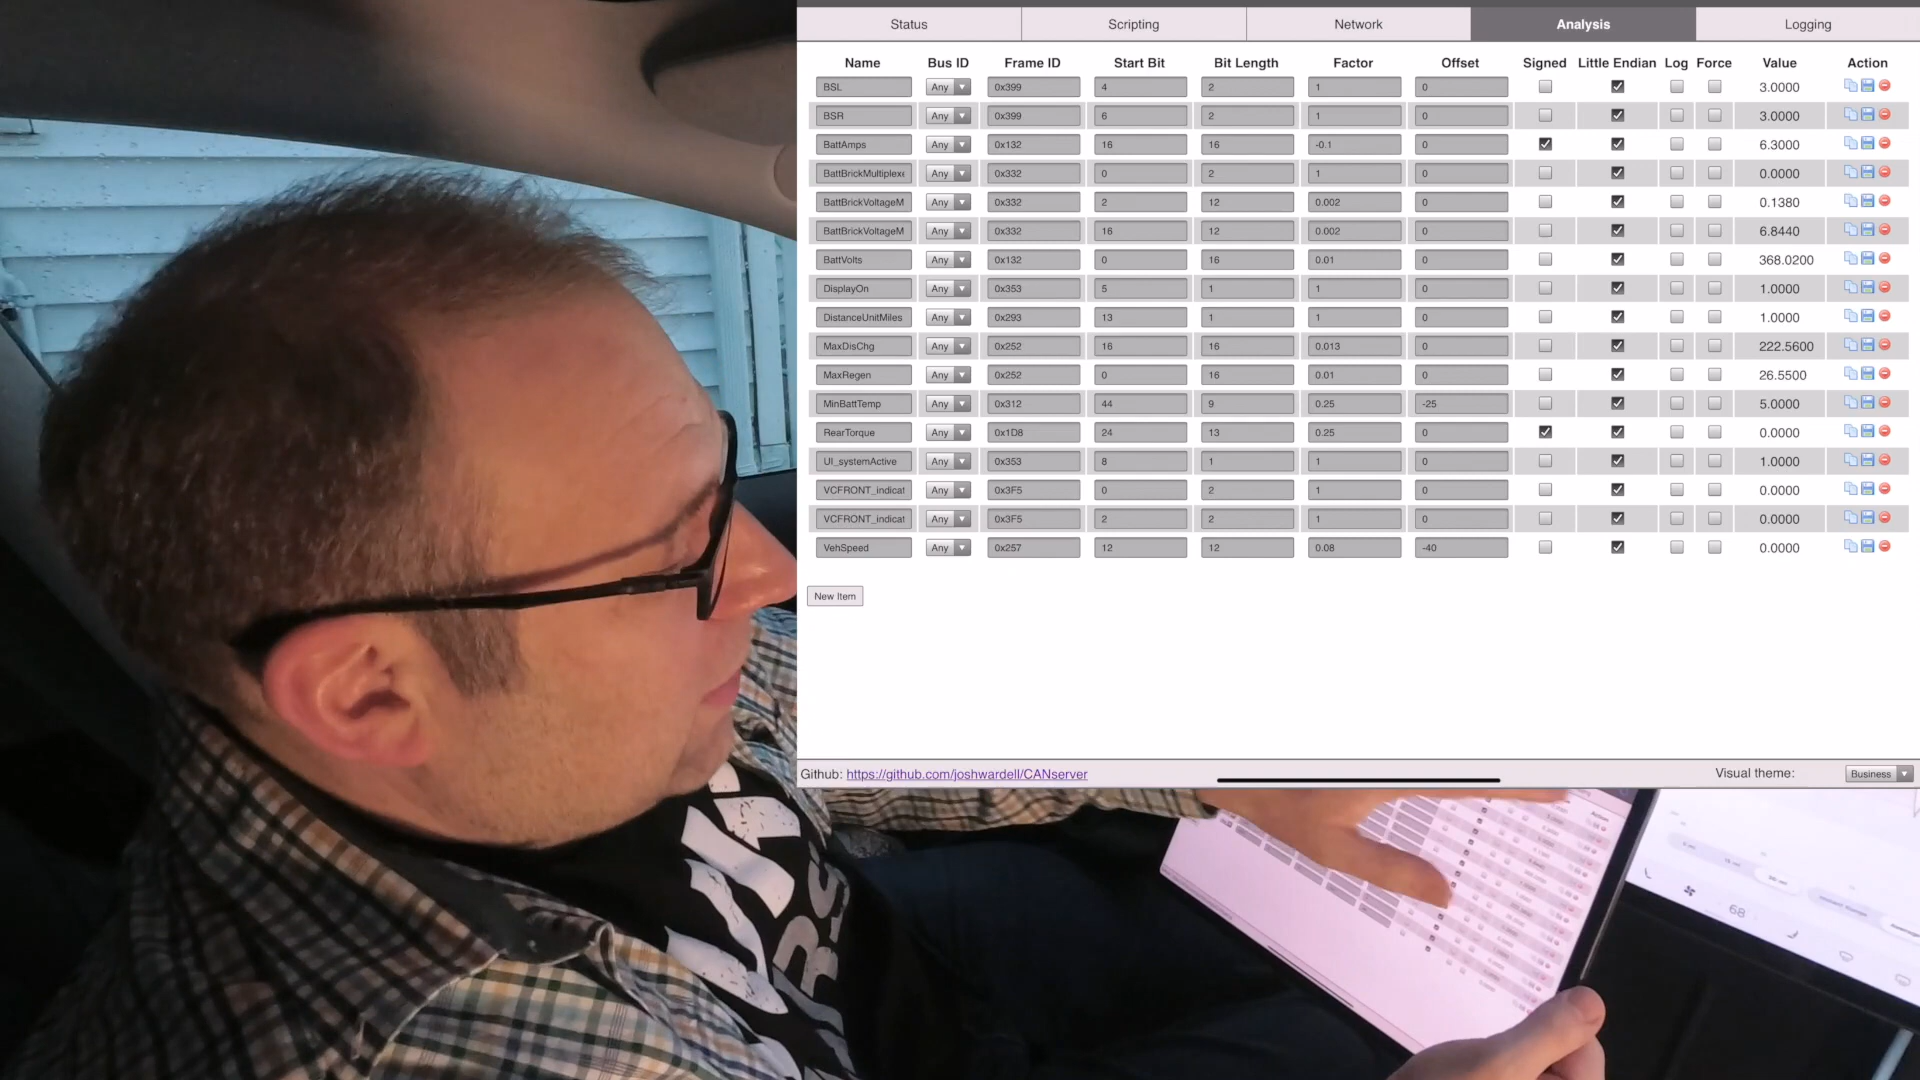 Status Scripting Network Analysis Logging
Name Bus ID Frame ID Start Bit Bit Length Factor Offset Signed Little Endian Log Force Value Action
BSL Any 0x399 4 2 1 0 3.0000
BSR Any 0x399 6 2 1 0 3.0000
BattAmps Any 0x132 16 16 -0.1 0 6.3000
BattBrickMultiplexe Any 0x332 0 2 1 0 0.0000
BattBrickVoltageM Any 0x332 2 12 0.002 0 0.1380
BattBrickVoltageM Any 0x332 16 12 0.002 0 6.8440
BattVolts Any 0x132 0 16 0.01 0 368.0200
DisplayOn Any 0x353 5 1 1 0 1.0000
DistanceUnitMiles Any 0x293 13 1 1 0 1.0000
MaxDisChg Any 0x252 16 16 0.013 0 222.5600
MaxRegen Any 0x252 0 16 0.01 0 26.5500
MinBattTemp Any 0x312 44 9 0.25 -25 5.0000
RearTorque Any 0x1D8 24 13 0.25 0 0.0000
UI_systemActive Any 0x353 8 1 1 0 1.0000
VCFRONT_indicat Any 0x3F5 0 2 1 0 0.0000
VCFRONT_indicat Any 0x3F5 2 2 1 0 0.0000
VehSpeed Any 0x257 12 12 0.08 -40 0.0000
New Item
Github: https://github.com/joshwardell/CANserver Visual theme: Business
68